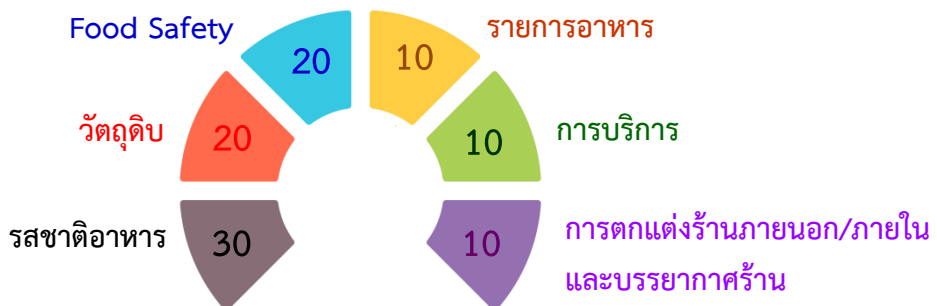 Food Safety
20
10
รายการอาหาร
วัตถุดิบ
20
10
การบริการ
รสชาติอาหาร
30
10
การตกแต่งร้านภายนอก/ภายใน
และบรรยากาศร้าน